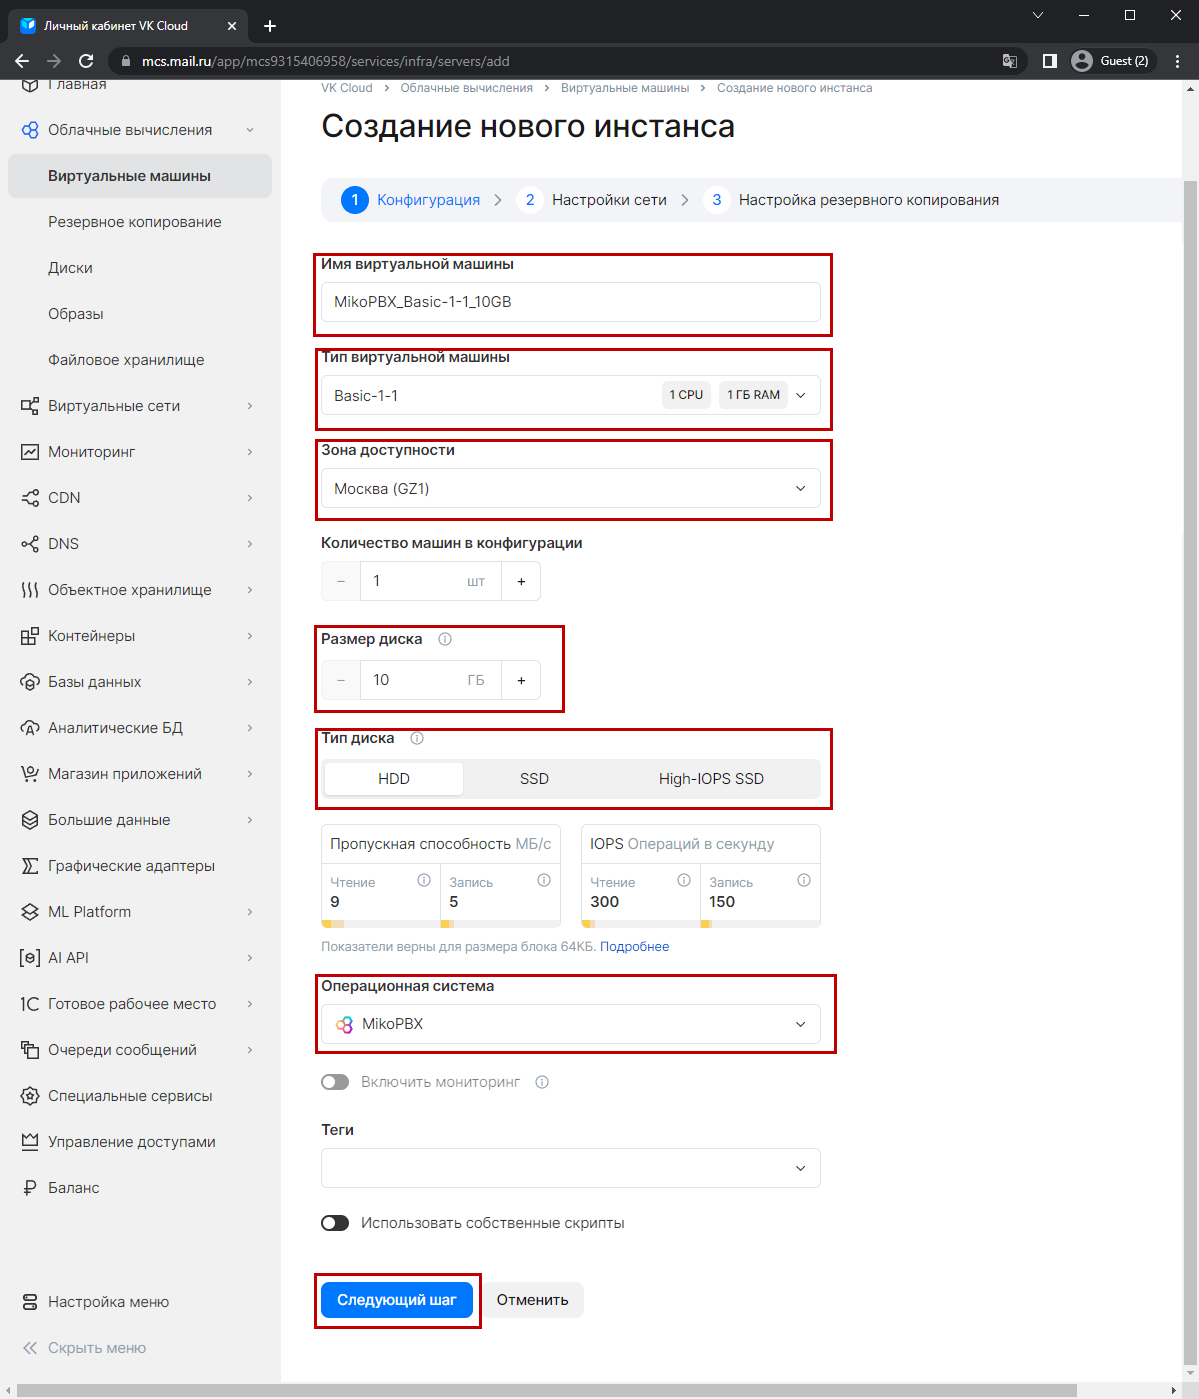 Личный кабинет VK Cloud
mcs.mail.ru/app/mcs9315406958/services/infra/servers/add
Guest (2)
Главная
Облачные вычисления
Виртуальные машины
Резервное копирование
Диски
Образы
Файловое хранилище
Виртуальные сети
Мониторинг
CDN
DNS
Объектное хранилище
Контейнеры
Базы данных
Аналитические БД
Магазин приложений
Большие данные
Графические адаптеры
ML Platform
AI API
1C Готовое рабочее место
Очереди сообщений
Специальные сервисы
Управление доступами
Баланс
Настройка меню
Скрыть меню
VK Cloud > Облачные вычисления > Виртуальные машины > Создание нового инстанса
Создание нового инстанса
1 Конфигурация > 2 Настройки сети > 3 Настройка резервного копирования
Имя виртуальной машины
MikoPBX_Basic-1-1_10GB
Тип виртуальной машины
Basic-1-1 1 CPU 1 ГБ RAM
Зона доступности
Москва (GZ1)
Количество машин в конфигурации
− 1 шт +
Размер диска
− 10 ГБ +
Тип диска
HDD SSD High-IOPS SSD
Пропускная способность МБ/с
Чтение Запись
9 5
IOPS Операций в секунду
Чтение Запись
300 150
Показатели верны для размера блока 64КБ. Подробнее
Операционная система
MikoPBX
Включить мониторинг
Теги
Использовать собственные скрипты
Следующий шаг Отменить